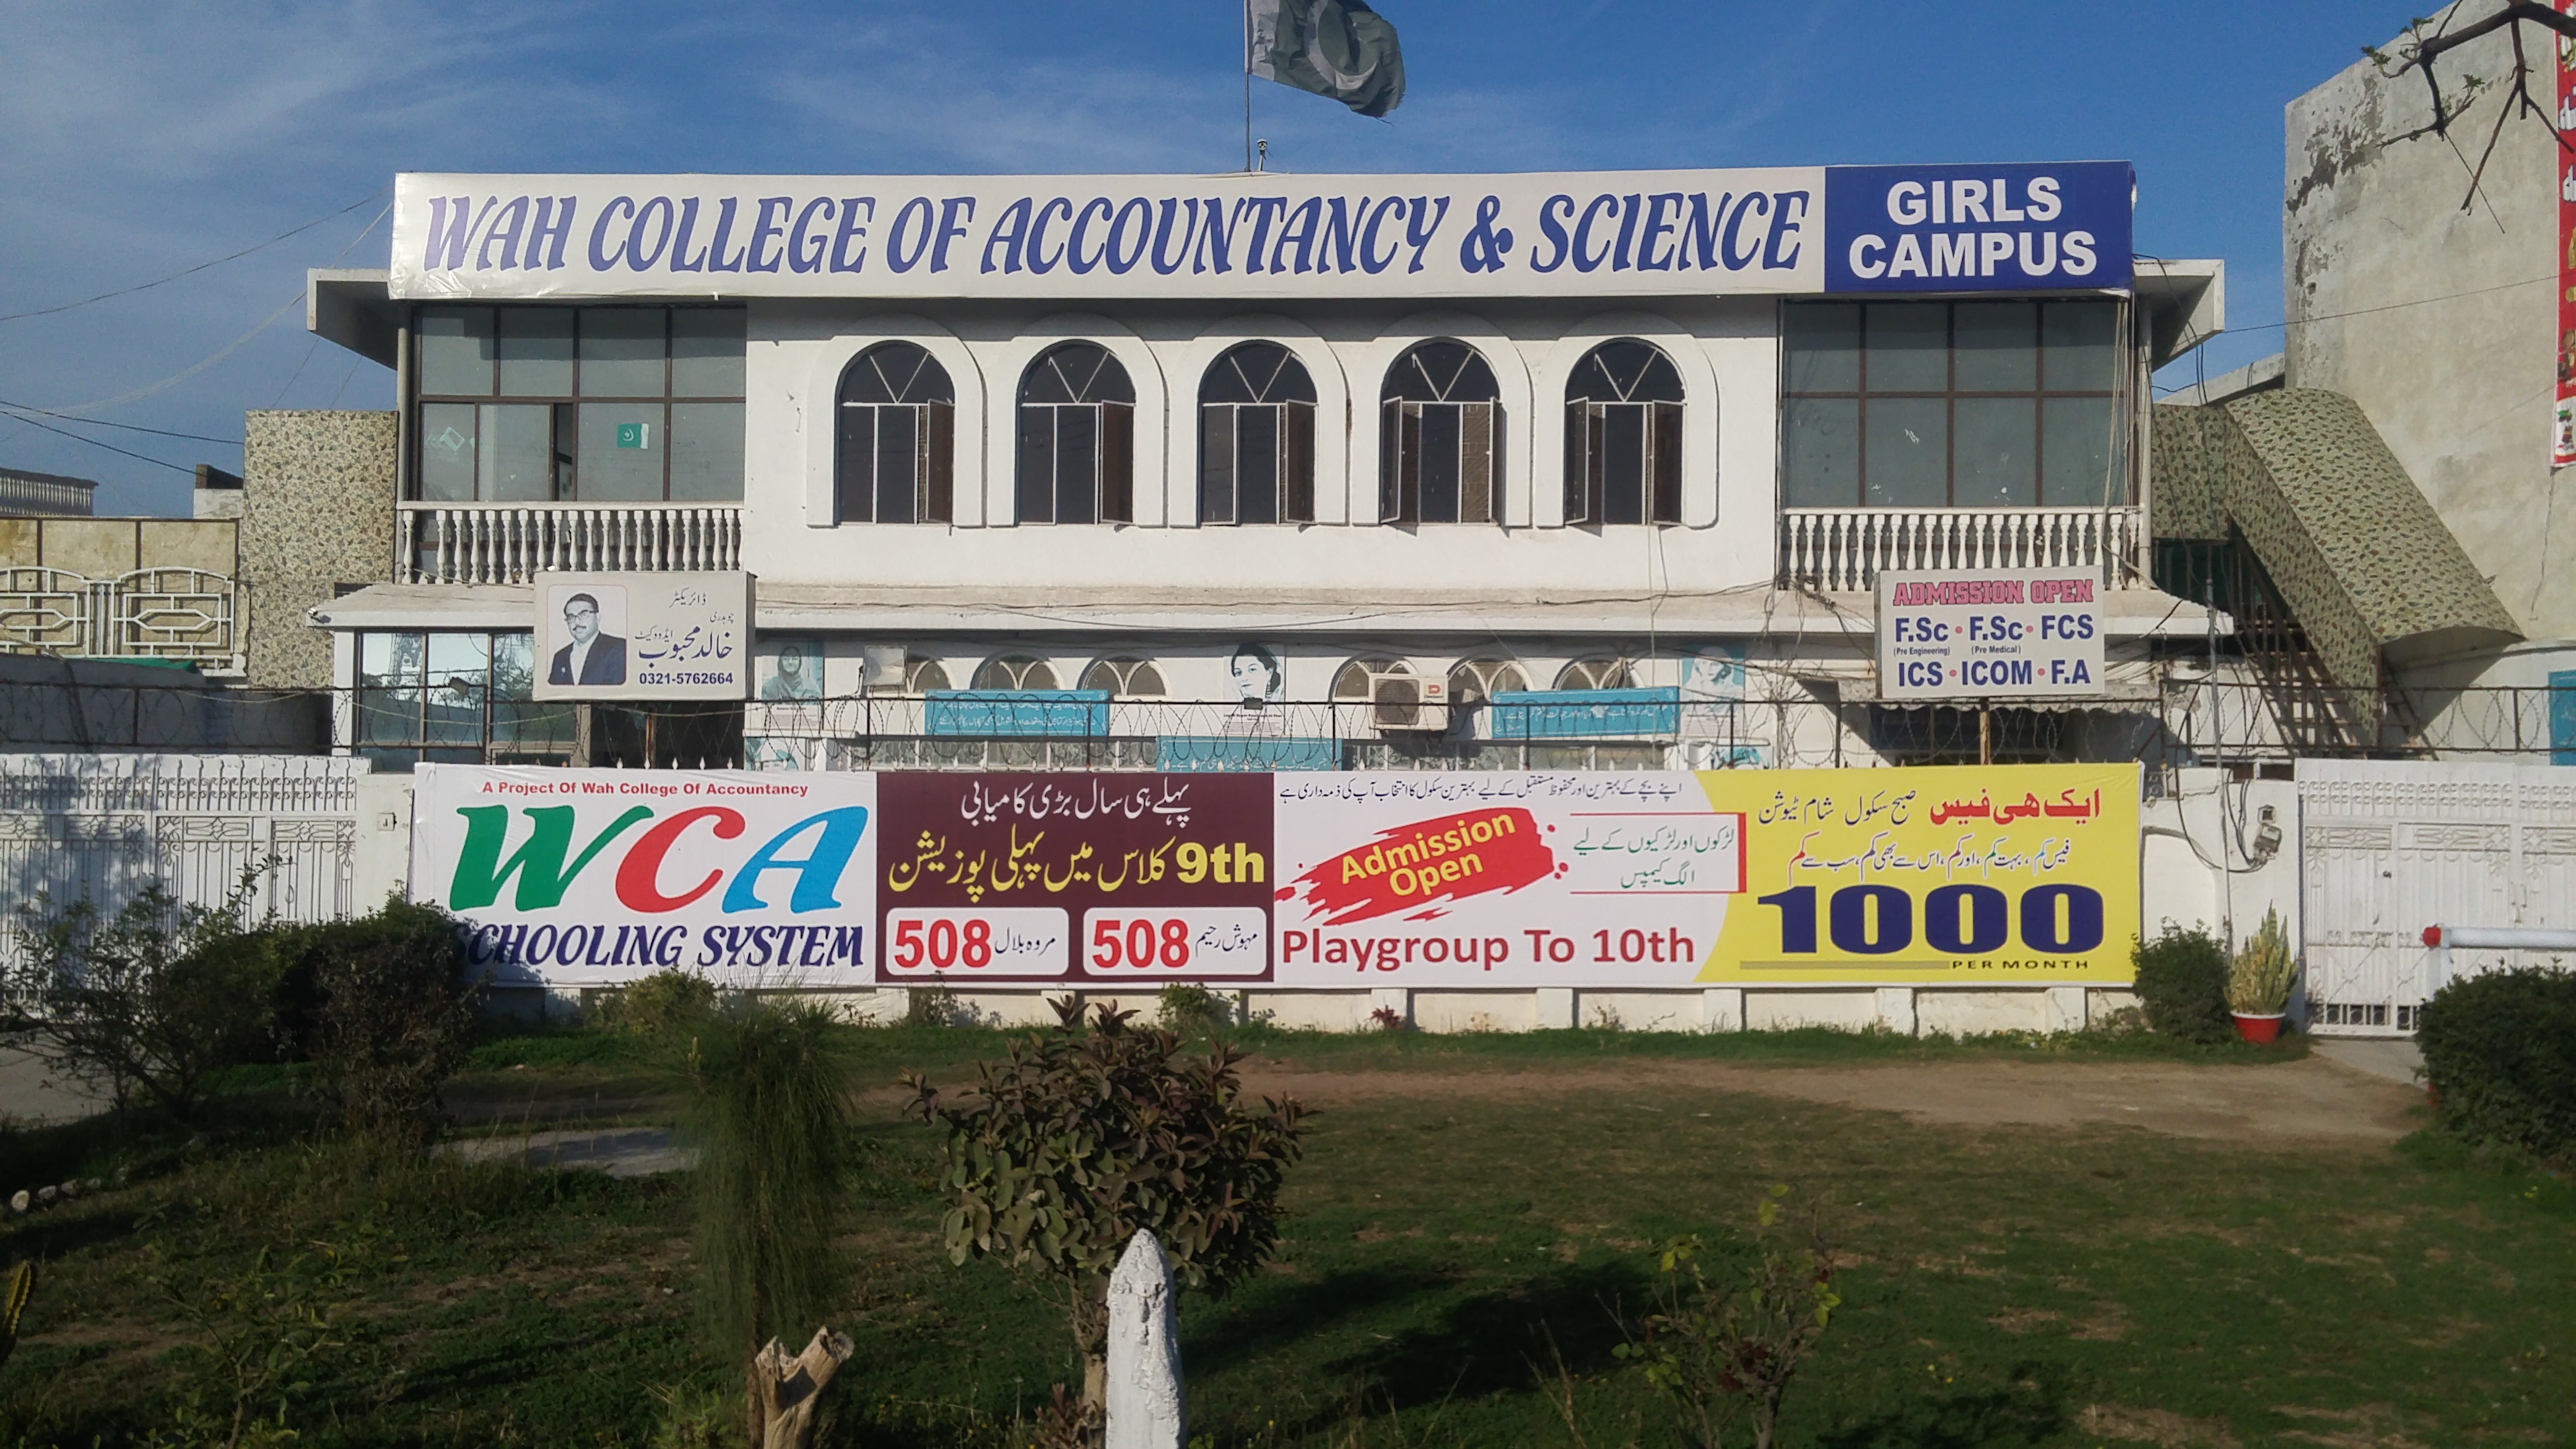 WAH COLLEGE OF ACCOUNTANCY & SCIENCE
GIRLS
CAMPUS
ڈائریکٹر
چوہدری
خالد محبوب ایڈووکیٹ
0321-5762664
ADMISSION OPEN
F.Sc • F.Sc • FCS
(Pre Engineering) (Pre Medical)
ICS • ICOM • F.A
A Project Of Wah College Of Accountancy
WCA
SCHOOLING SYSTEM
پہلے ہی سال بڑی کامیابی
9th کلاس میں پہلی پوزیشن
مہوش رحیم 508
مروہ بلال 508
اپنے بچے کے بہترین اور محفوظ مستقبل کے لیے بہترین سکول کا انتخاب آپ کی ذمہ داری ہے
Admission
Open
لڑکوں اور لڑکیوں کے لیے
الگ کیمپس
Playgroup To 10th
ایک ھی فیس صبح سکول شام ٹیوشن
فیس کم، بہت کم، اور کم، اس سے بھی کم، سب سے کم
1000
PER MONTH